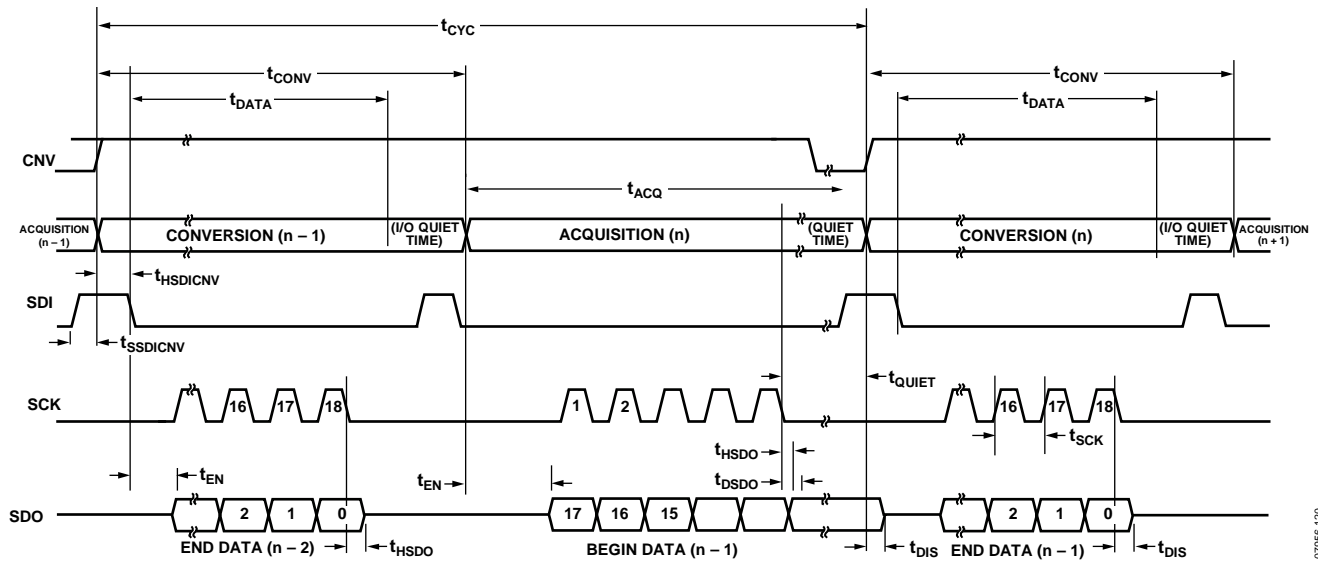 tCYC
tCONV
tCONV
tDATA
tDATA
CNV
tACQ
ACQUISITION
(n – 1)
CONVERSION (n – 1)
(I/O QUIET
TIME)
ACQUISITION (n)
(QUIET
TIME)
CONVERSION (n)
(I/O QUIET
TIME)
ACQUISITION
(n + 1)
tHSDICNV
SDI
tSSDICNV
tQUIET
SCK
16
17
18
1
2
16
17
18
tSCK
tHSDO
tEN
tEN
tDSDO
SDO
2
1
0
17
16
15
2
1
0
END DATA (n – 2)
tHSDO
BEGIN DATA (n – 1)
tDIS
END DATA (n – 1)
tDIS